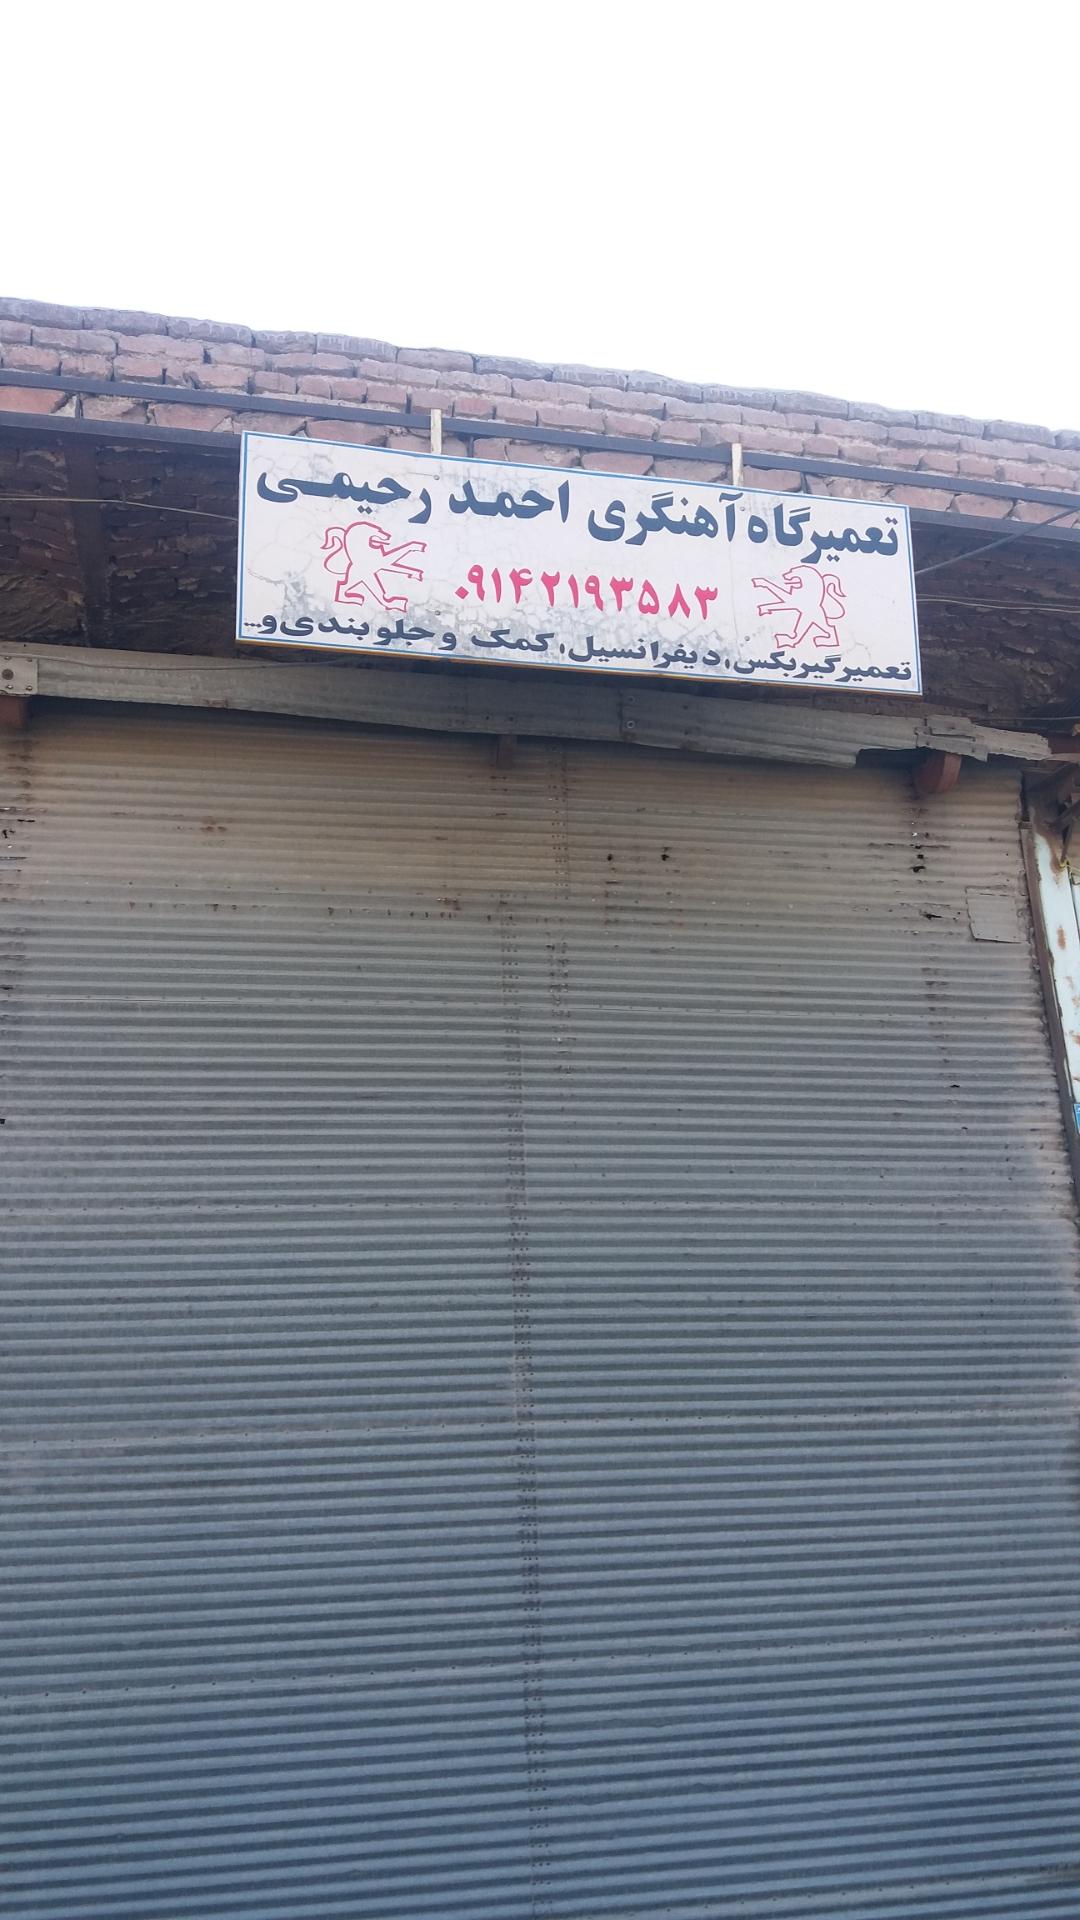 تعمیرگاه آهنگری احمد رحیمی
۰۹۱۴۲۱۹۳۵۸۳
تعمیر گیربکس، دیفرانسیل، کمک و جلوبندی و...